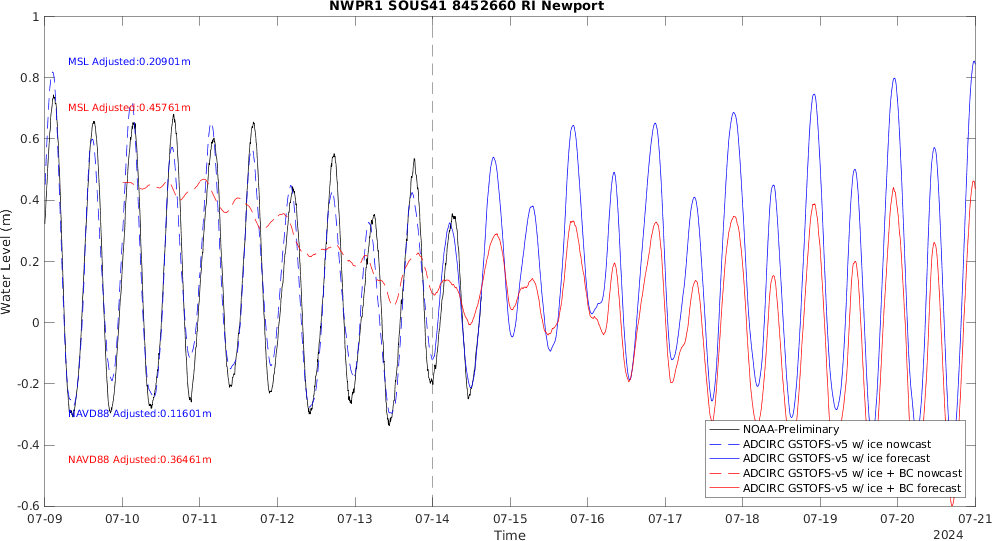 NWPR1 SOUS41 8452660 RI Newport
1
0.8
0.6
0.4
0.2
0
-0.2
-0.4
-0.6
Water Level (m)
MSL Adjusted:0.20901m
MSL Adjusted:0.45761m
NAVD88 Adjusted:0.11601m
NAVD88 Adjusted:0.36461m
NOAA-Preliminary
ADCIRC GSTOFS-v5 w/ ice nowcast
ADCIRC GSTOFS-v5 w/ ice forecast
ADCIRC GSTOFS-v5 w/ ice + BC nowcast
ADCIRC GSTOFS-v5 w/ ice + BC forecast
07-09 07-10 07-11 07-12 07-13 07-14 07-15 07-16 07-17 07-18 07-19 07-20 07-21
Time
2024